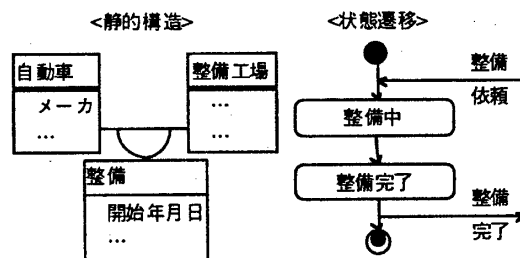 <静的構造>
<状態遷移>
自動車
メーカ
…
整備工場
…
…
整備
開始年月日
…
整備
依頼
整備中
整備完了
整備
完了